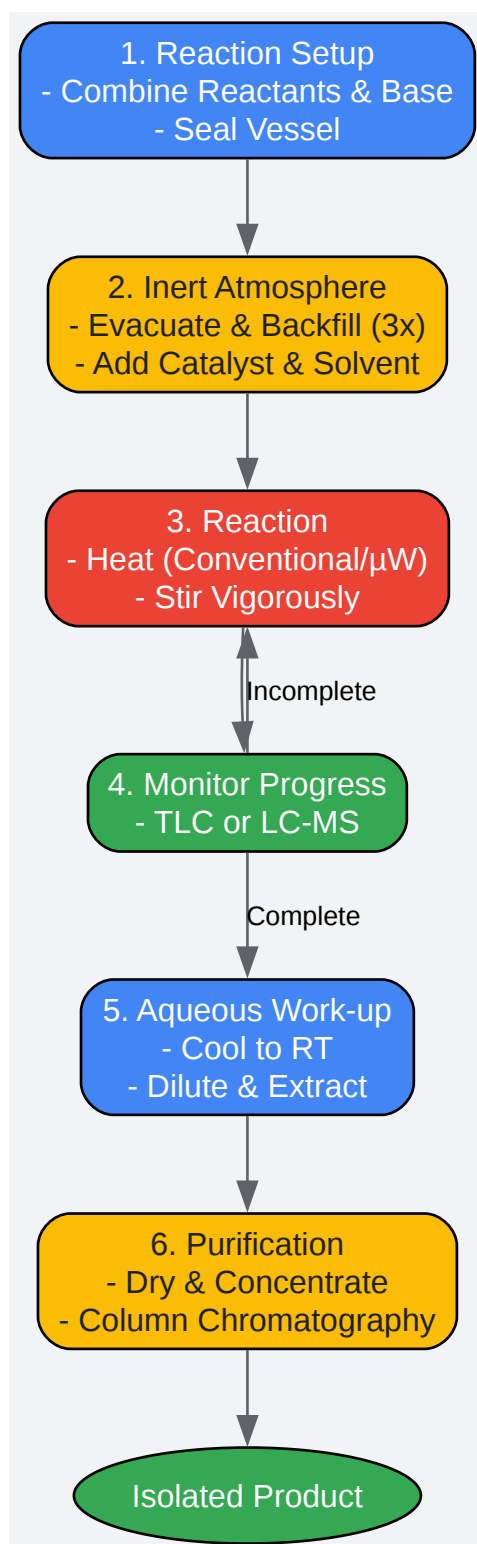 1. Reaction Setup
- Combine Reactants & Base
- Seal Vessel
2. Inert Atmosphere
- Evacuate & Backfill (3x)
- Add Catalyst & Solvent
3. Reaction
- Heat (Conventional/µW)
- Stir Vigorously
Incomplete
4. Monitor Progress
- TLC or LC-MS
Complete
5. Aqueous Work-up
- Cool to RT
- Dilute & Extract
6. Purification
- Dry & Concentrate
- Column Chromatography
Isolated Product